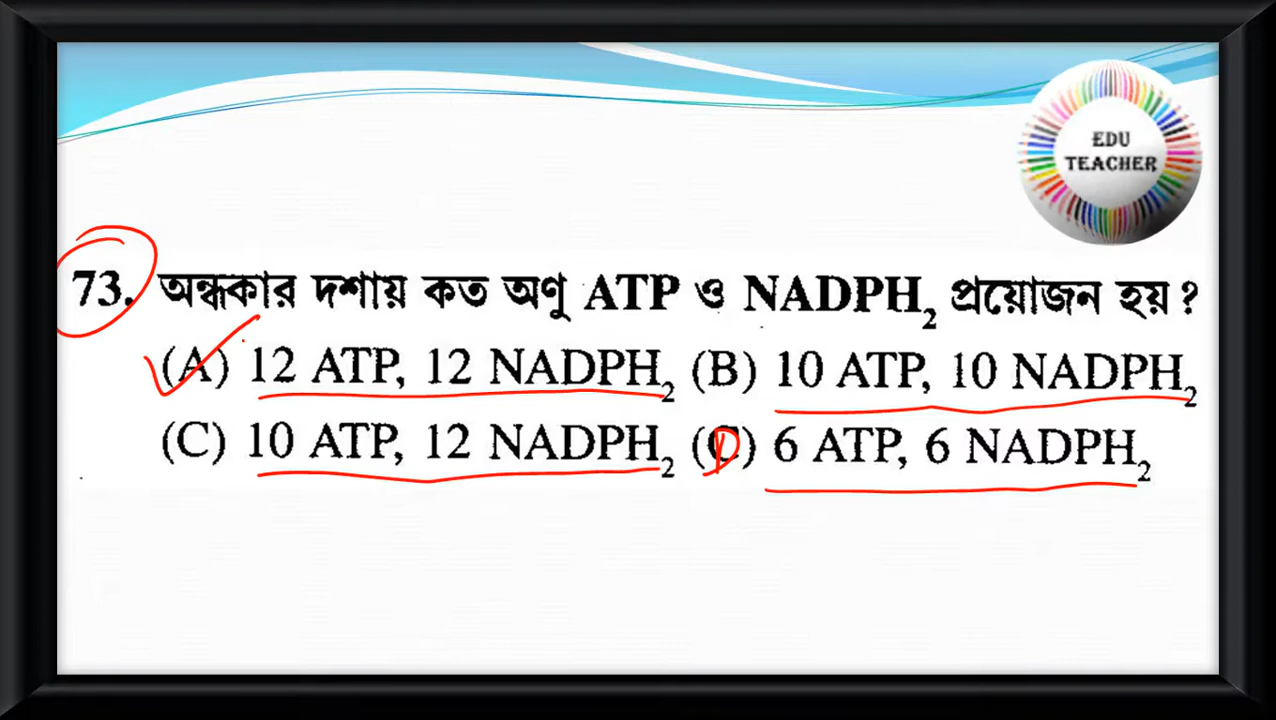 EDU
TEACHER
73. অন্ধকার দশায় কত অণু ATP ও NADPH₂ প্রয়োজন হয় ?
(A) 12 ATP, 12 NADPH₂ (B) 10 ATP, 10 NADPH₂
(C) 10 ATP, 12 NADPH₂ (D) 6 ATP, 6 NADPH₂